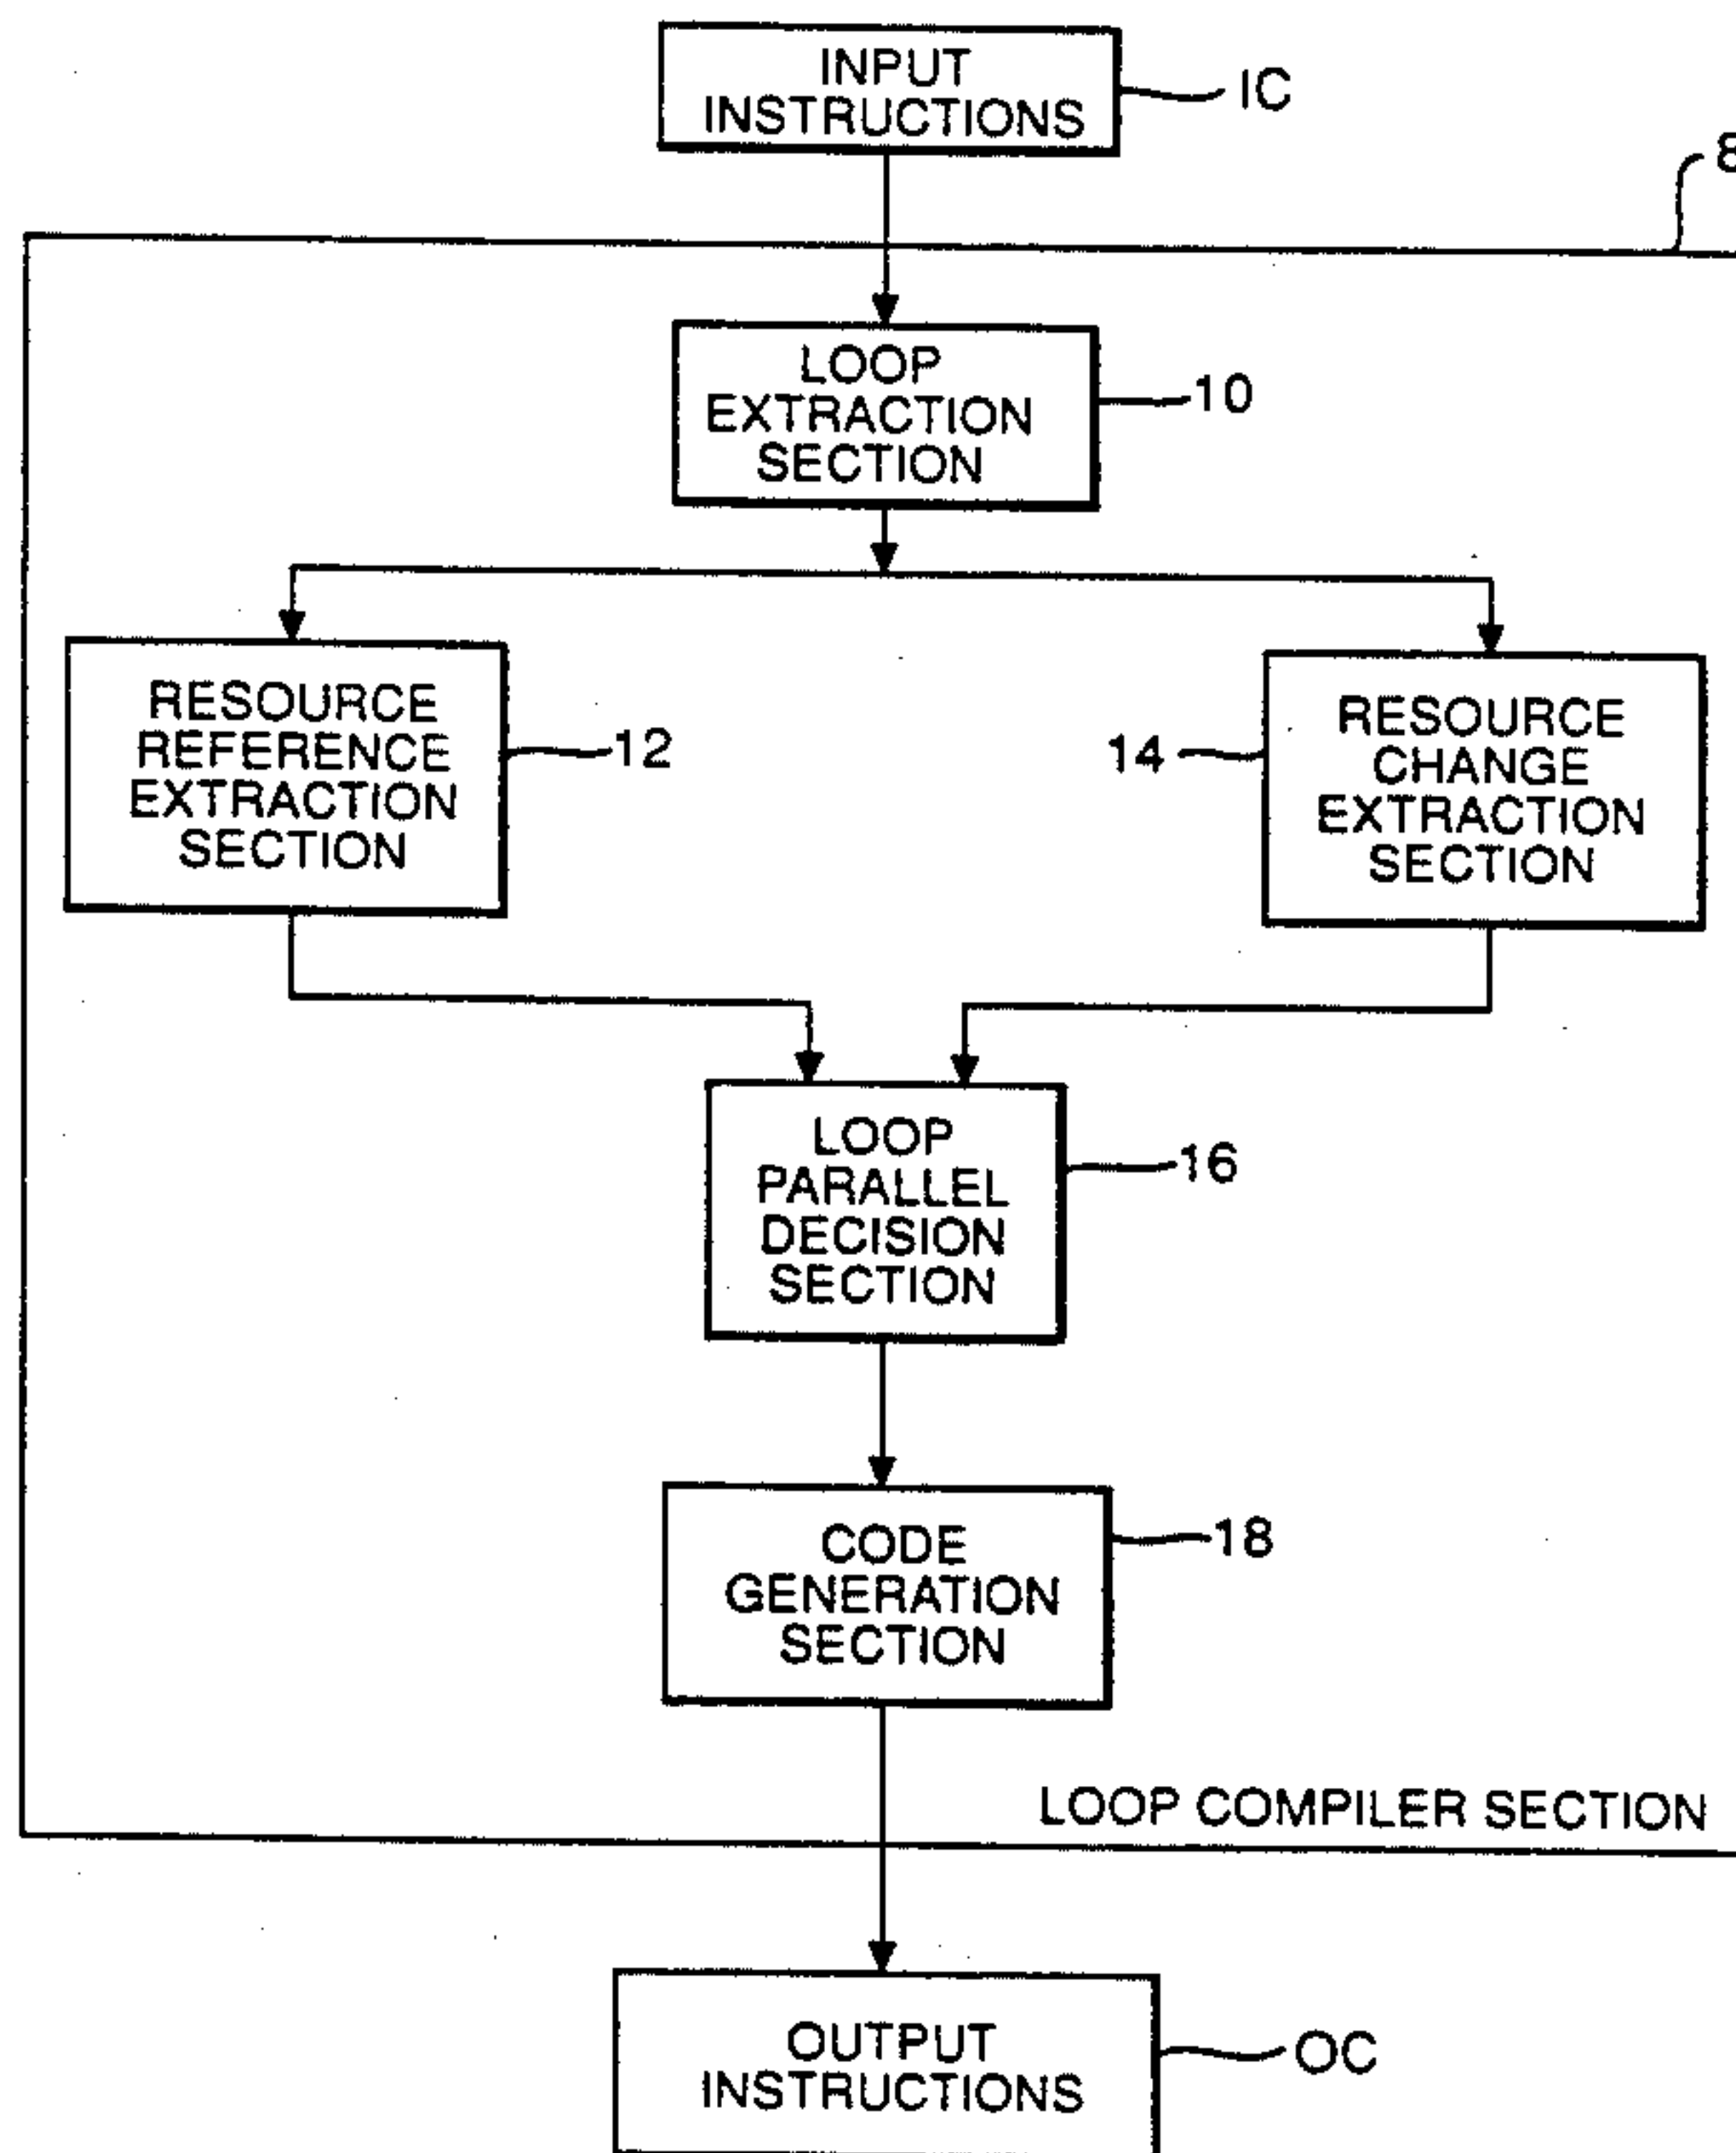 INPUT
INSTRUCTIONS
IC
8
LOOP
EXTRACTION
SECTION
10
RESOURCE
REFERENCE
EXTRACTION
SECTION
12
14
RESOURCE
CHANGE
EXTRACTION
SECTION
LOOP
PARALLEL
DECISION
SECTION
16
CODE
GENERATION
SECTION
18
LOOP COMPILER SECTION
OUTPUT
INSTRUCTIONS
OC